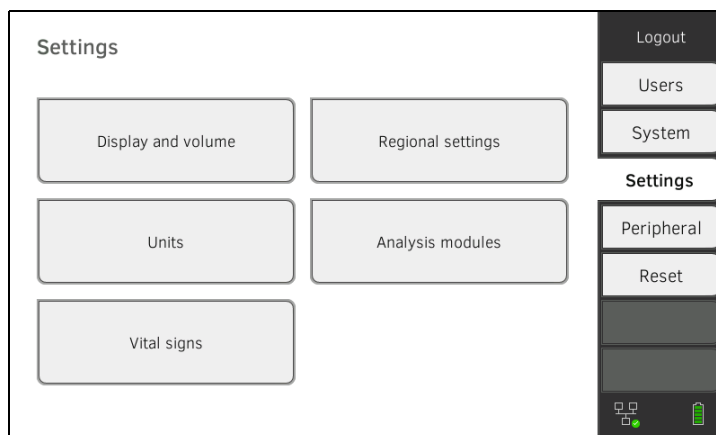 Settings
Display and volume
Regional settings
Units
Analysis modules
Vital signs
Logout
Users
System
Settings
Peripheral
Reset